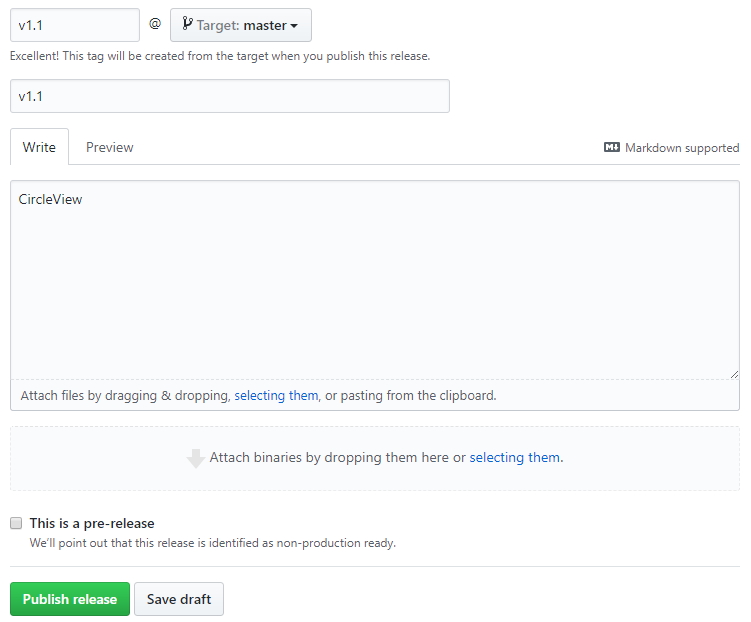 v1.1 @ Target: master
Excellent! This tag will be created from the target when you publish this release.
v1.1
Write Preview Markdown supported
CircleView
Attach files by dragging & dropping, selecting them, or pasting from the clipboard.
Attach binaries by dropping them here or selecting them.
This is a pre-release
We'll point out that this release is identified as non-production ready.
Publish release Save draft